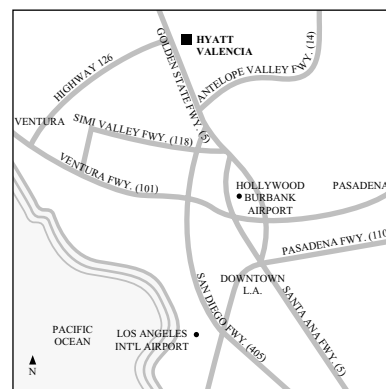 HYATT
VALENCIA
HIGHWAY 126
GOLDEN STATE FWY. (5)
ANTELOPE VALLEY FWY. (14)
VENTURA
SIMI VALLEY FWY. (118)
VENTURA FWY. (101)
HOLLYWOOD
BURBANK
AIRPORT
PASADENA
PASADENA FWY. (110
DOWNTOWN
L.A.
SAN DIEGO FWY. (405)
SANTA ANA FWY. (5)
PACIFIC
OCEAN
LOS ANGELES
INT'L AIRPORT
N